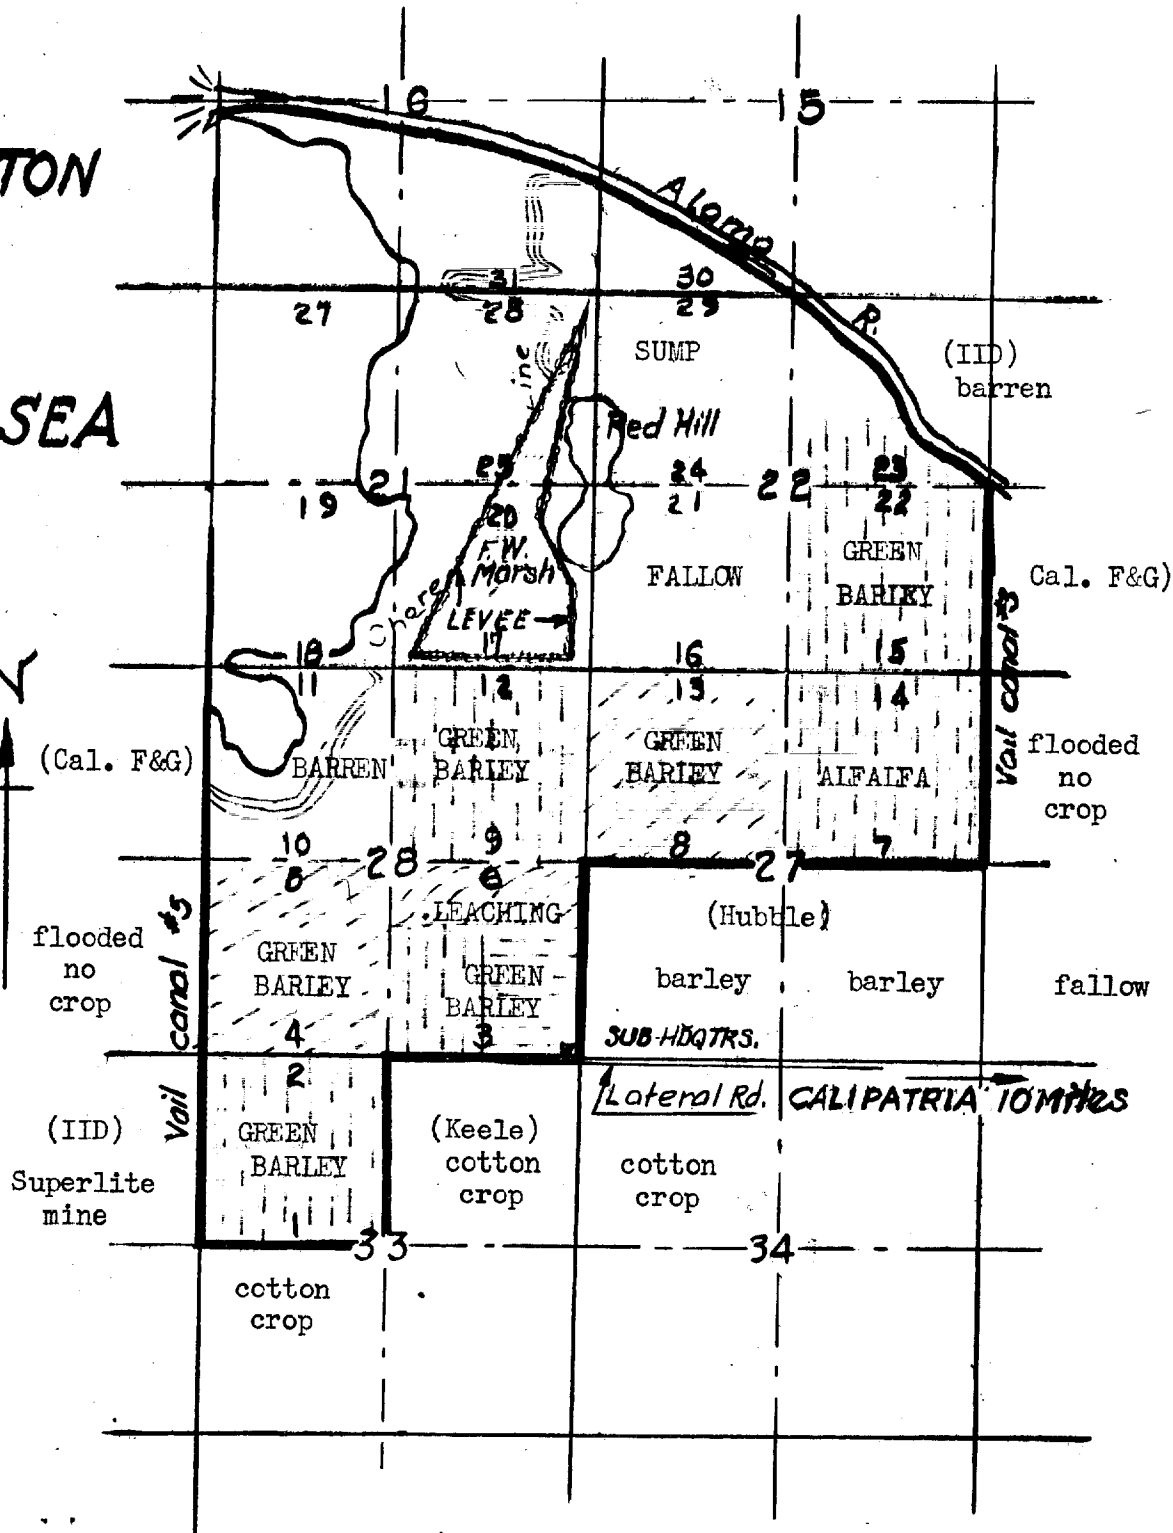 16
15
TON
Alamo
R.
31
30
27
28
29
SUMP
(IID)
barren
SEA
Red Hill
25
24
23
21
22
19
20
21
22
F.W.
Marsh
GREEN
BARLEY
FALLOW
Cal. F&G)
Shore Line
LEVEE
17
18
16
15
11
12
13
14
Vail canal #3
(Cal. F&G)
BARREN
GREEN
BARLEY
GREEN
BARLEY
ALFALFA
flooded
no
crop
10
9
8
7
28
27
5
6
LEACHING
(Hubble)
Vail canal #5
flooded
no
crop
GREEN
BARLEY
GREEN
BARLEY
barley
barley
fallow
4
3
SUB-HDQTRS.
2
Lateral Rd.
CALIPATRIA 10 Miles
(IID)
Superlite
mine
GREEN
BARLEY
(Keele)
cotton
crop
cotton
crop
1
33
34
cotton
crop